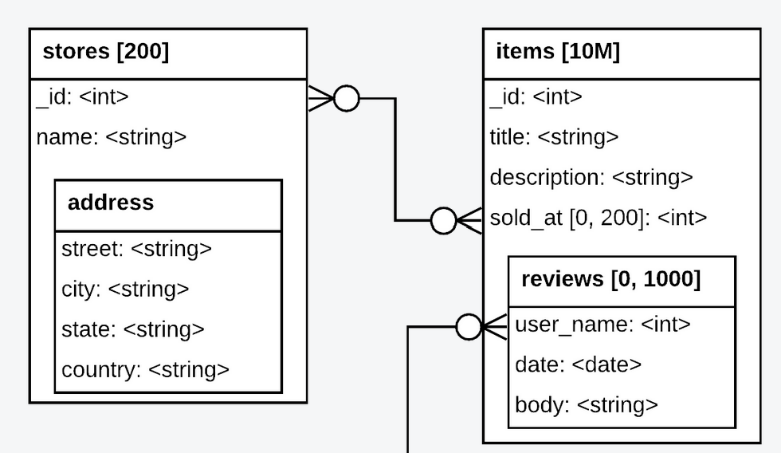 stores [200]
_id: <int>
name: <string>
address
street: <string>
city: <string>
state: <string>
country: <string>
items [10M]
_id: <int>
title: <string>
description: <string>
sold_at [0, 200]: <int>
reviews [0, 1000]
user_name: <int>
date: <date>
body: <string>